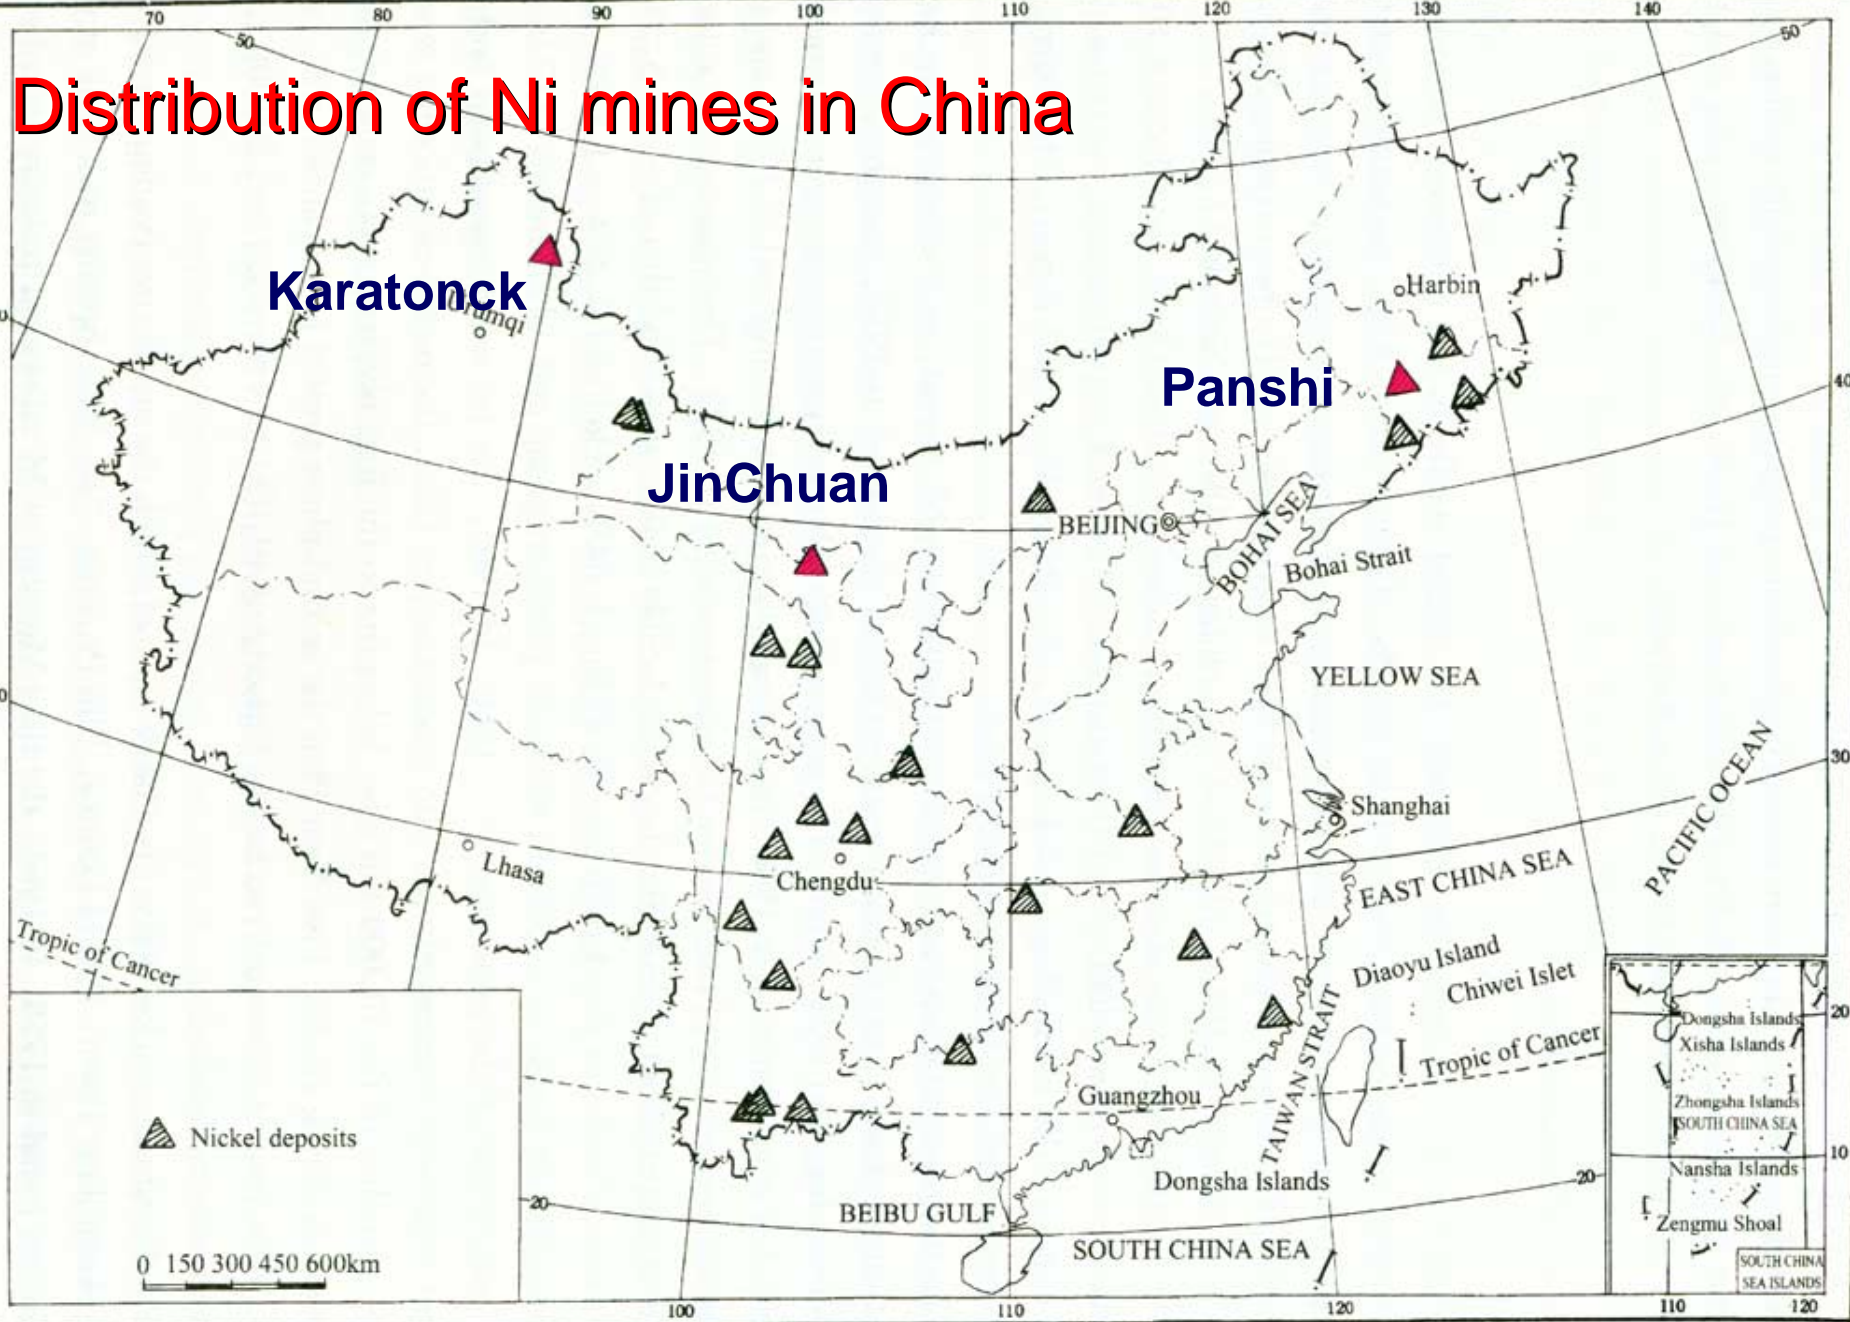 70 80 90 100 110 120 130 140
50 50
Distribution of Ni mines in China
Karatonck
Urumqi
Harbin
Panshi
40
JinChuan
BEIJING
BOHAI SEA
Bohai Strait
YELLOW SEA
PACIFIC OCEAN
30
Shanghai
Lhasa
Chengdu
EAST CHINA SEA
Tropic of Cancer
Diaoyu Island
Chiwei Islet
TAIWAN STRAIT
Tropic of Cancer
Guangzhou
Dongsha Islands
20
20
BEIBU GULF
SOUTH CHINA SEA
Nickel deposits
0 150 300 450 600km
Dongsha Islands
20
Xisha Islands
Zhongsha Islands
SOUTH CHINA SEA
10
Nansha Islands
Zengmu Shoal
SOUTH CHINA
SEA ISLANDS
100 110 120 110 120